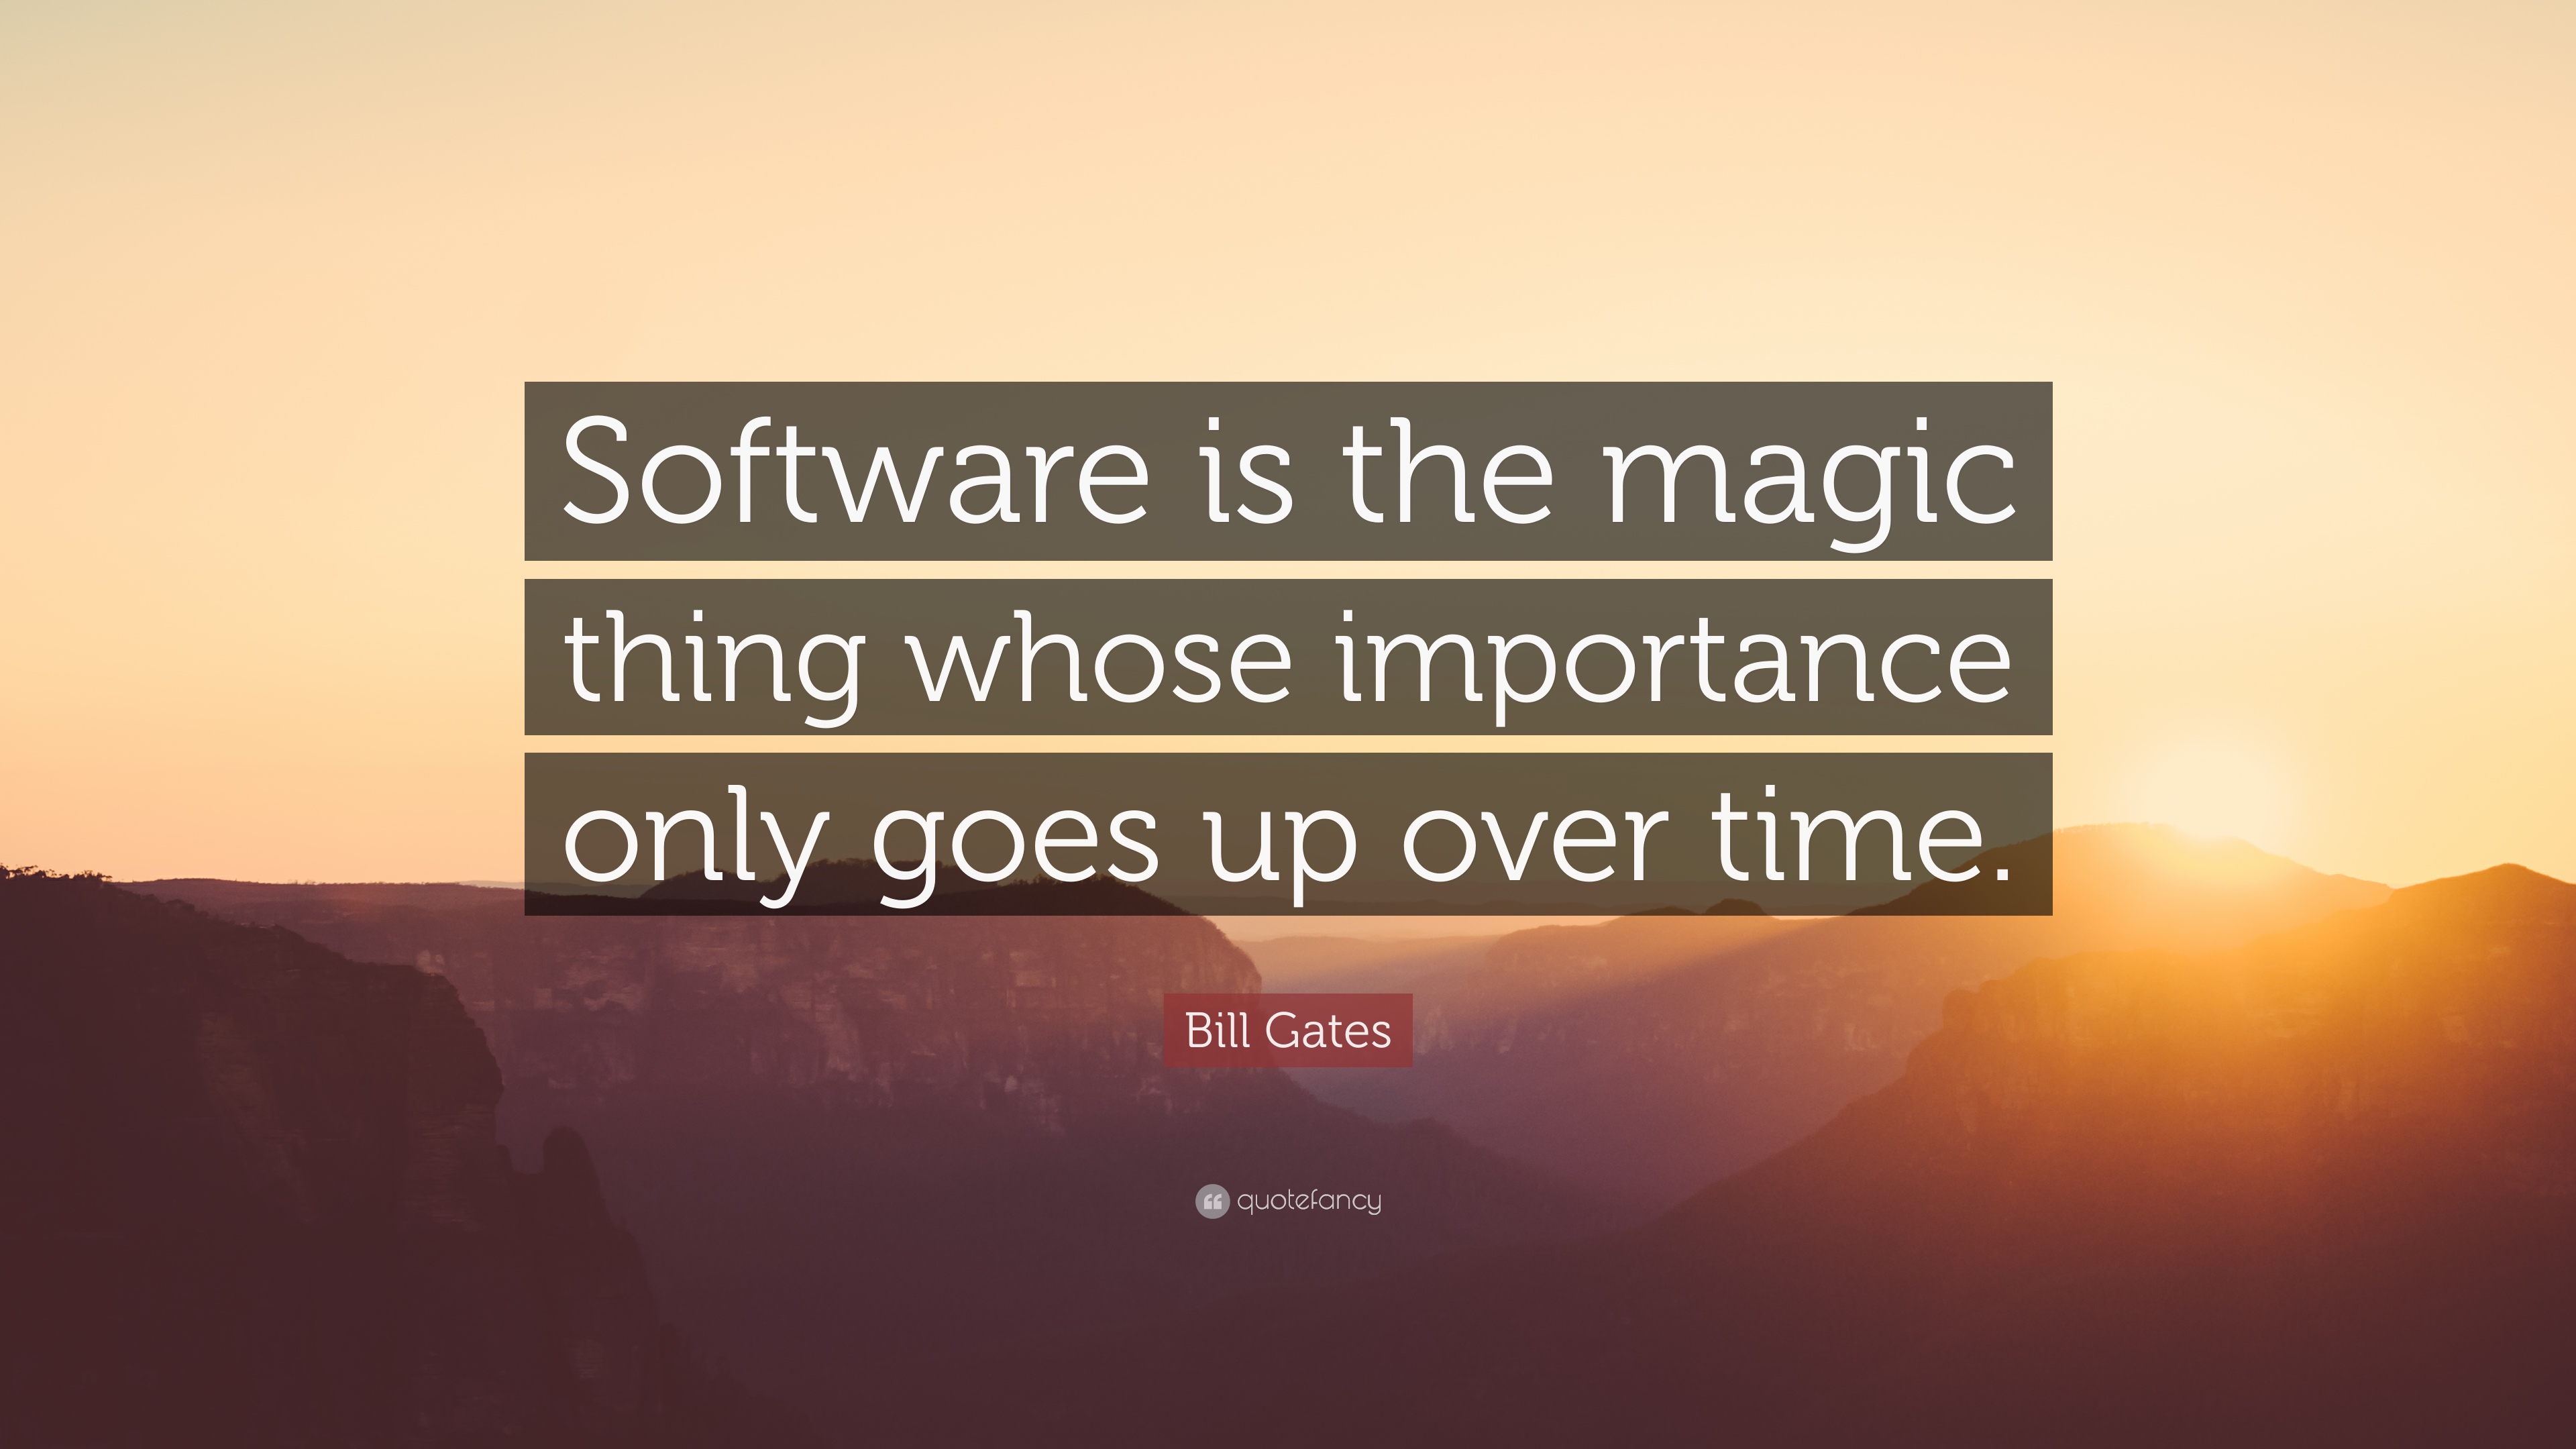 Software is the magic
thing whose importance
only goes up over time.
Bill Gates
quotefancy